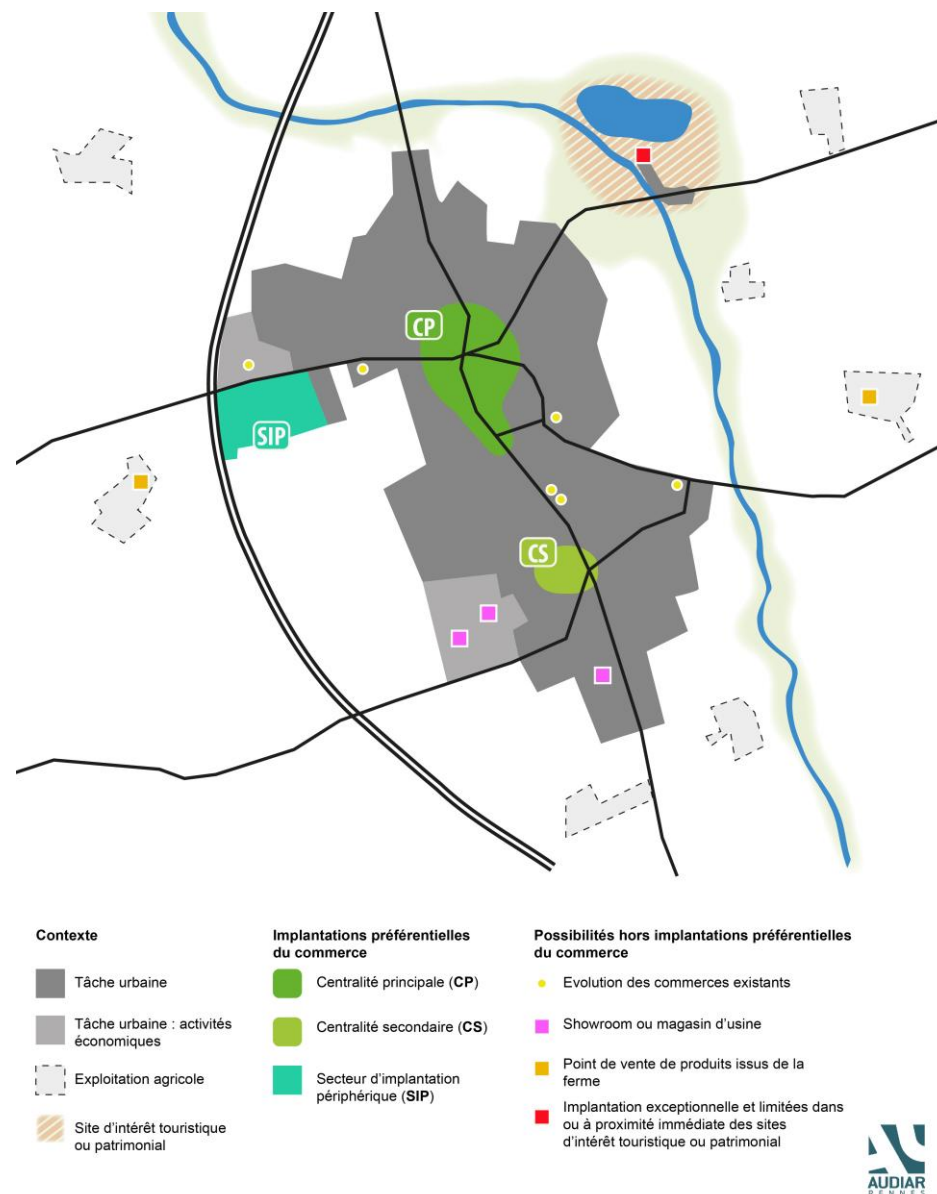 CP
SIP
CS
Contexte
Tâche urbaine
Tâche urbaine : activités
économiques
Exploitation agricole
Site d'intérêt touristique
ou patrimonial
Implantations préférentielles
du commerce
Centralité principale (CP)
Centralité secondaire (CS)
Secteur d'implantation
périphérique (SIP)
Possibilités hors implantations préférentielles
du commerce
Evolution des commerces existants
Showroom ou magasin d'usine
Point de vente de produits issus de la
ferme
Implantation exceptionnelle et limitées dans
ou à proximité immédiate des sites
d'intérêt touristique ou patrimonial
AUDIAR
RENNES